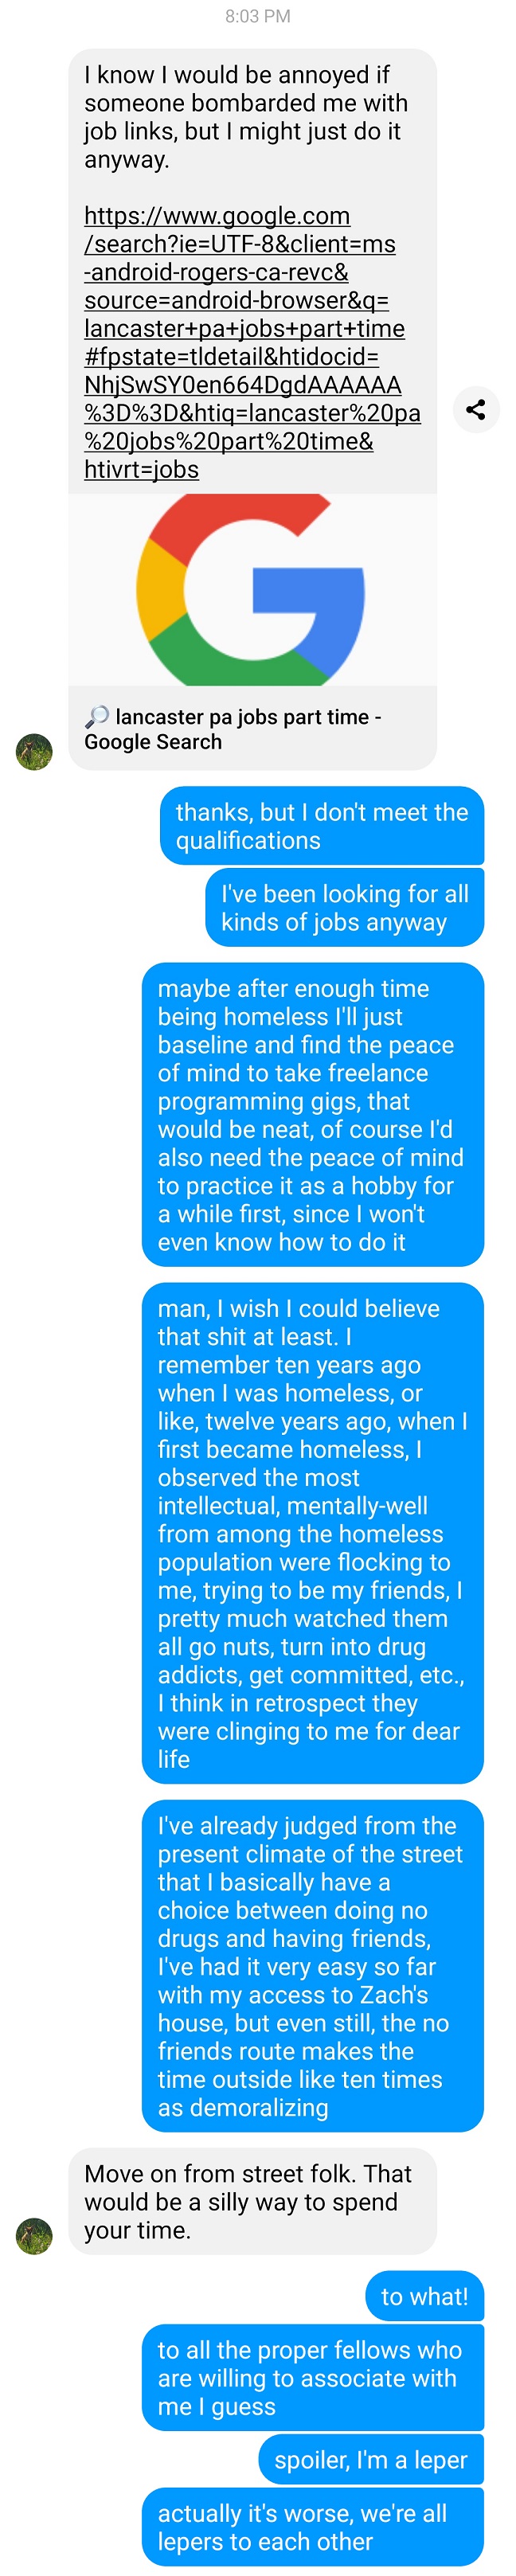 8:03 PM
I know I would be annoyed if
someone bombarded me with
job links, but I might just do it
anyway.
https://www.google.com
/search?ie=UTF-8&client=ms
-android-rogers-ca-revc&
source=android-browser&q=
lancaster+pa+jobs+part+time
#fpstate=tldetail&htidocid=
NhjSwSY0en664DgdAAAAAA
%3D%3D&htiq=lancaster%20pa
%20jobs%20part%20time&
htivrt=jobs
🔎 lancaster pa jobs part time -
Google Search
thanks, but I don't meet the
qualifications
I've been looking for all
kinds of jobs anyway
maybe after enough time
being homeless I'll just
baseline and find the peace
of mind to take freelance
programming gigs, that
would be neat, of course I'd
also need the peace of mind
to practice it as a hobby for
a while first, since I won't
even know how to do it
man, I wish I could believe
that shit at least. I
remember ten years ago
when I was homeless, or
like, twelve years ago, when I
first became homeless, I
observed the most
intellectual, mentally-well
from among the homeless
population were flocking to
me, trying to be my friends, I
pretty much watched them
all go nuts, turn into drug
addicts, get committed, etc.,
I think in retrospect they
were clinging to me for dear
life
I've already judged from the
present climate of the street
that I basically have a
choice between doing no
drugs and having friends,
I've had it very easy so far
with my access to Zach's
house, but even still, the no
friends route makes the
time outside like ten times
as demoralizing
Move on from street folk. That
would be a silly way to spend
your time.
to what!
to all the proper fellows who
are willing to associate with
me I guess
spoiler, I'm a leper
actually it's worse, we're all
lepers to each other